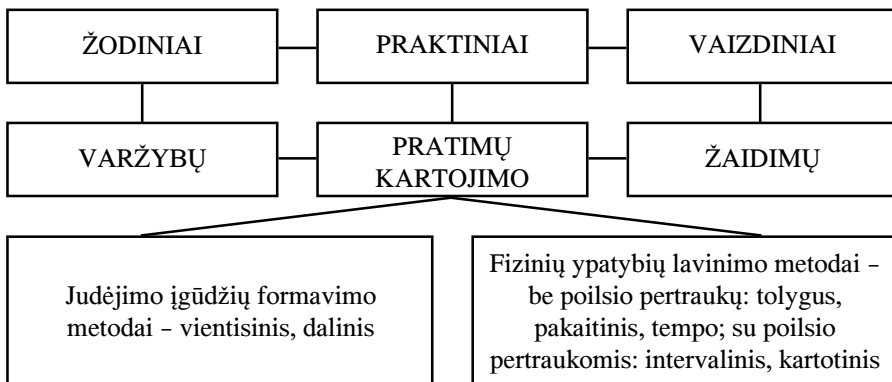 ŽODINIAI
PRAKTINIAI
VAIZDINIAI
VARŽYBŲ
PRATIMŲ
KARTOJIMO
ŽAIDIMŲ
Judėjimo įgūdžių formavimo
metodai – vientisinis, dalinis
Fizinių ypatybių lavinimo metodai –
be poilsio pertraukų: tolygus,
pakaitinis, tempo; su poilsio
pertraukomis: intervalinis, kartotinis